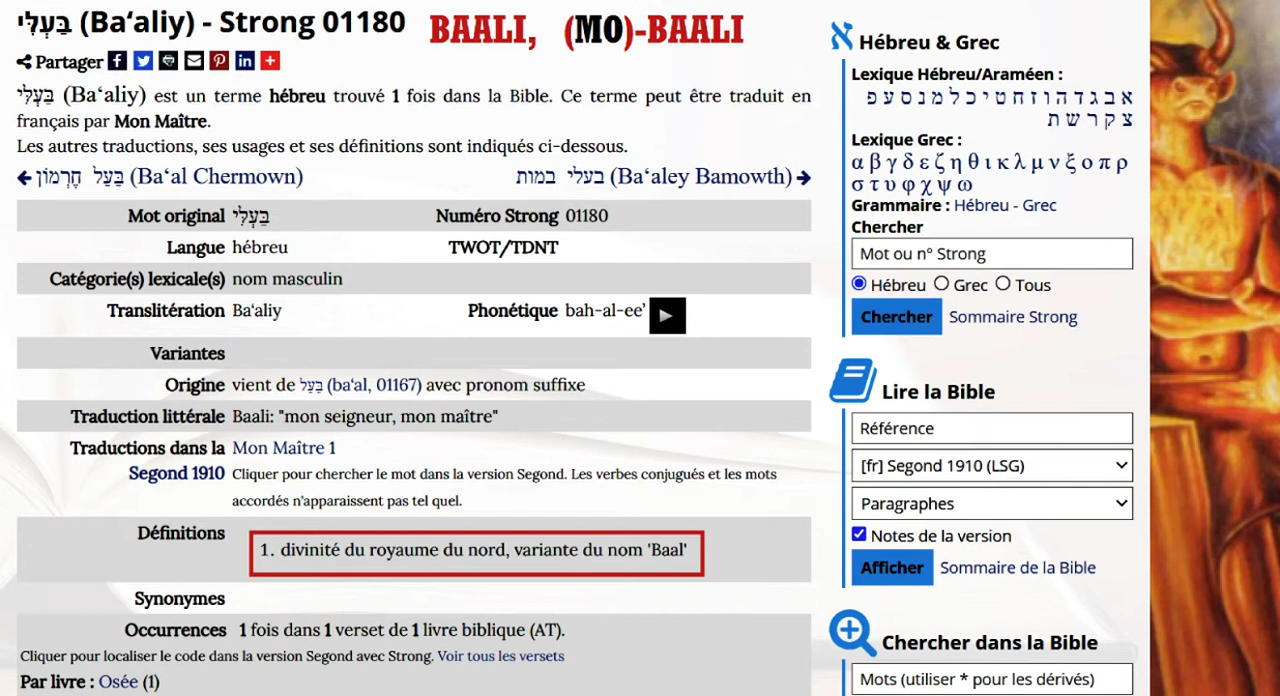 בַּעְלִּי (Ba‘aliy) - Strong 01180
BAALI, (MO)-BAALI
Partager
בַּעְלִּי (Ba‘aliy) est un terme hébreu trouvé 1 fois dans la Bible. Ce terme peut être traduit en
français par Mon Maître.
Les autres traductions, ses usages et ses définitions sont indiqués ci-dessous.
בַּעַל חֶרְמוֹן (Ba‘al Chermown)
בעלי במות (Ba‘aley Bamowth)
Mot original בַּעְלִּי
Numéro Strong 01180
Langue hébreu
TWOT/TDNT
Catégorie(s) lexicale(s) nom masculin
Translitération Ba‘aliy
Phonétique bah-al-ee’
Variantes
Origine vient de בַּעַל (ba‘al, 01167) avec pronom suffixe
Traduction littérale Baali: "mon seigneur, mon maître"
Traductions dans la Mon Maître 1
Segond 1910 Cliquer pour chercher le mot dans la version Segond. Les verbes conjugués et les mots
accordés n'apparaissent pas tel quel.
Définitions
1. divinité du royaume du nord, variante du nom 'Baal'
Synonymes
Occurrences 1 fois dans 1 verset de 1 livre biblique (AT).
Cliquer pour localiser le code dans la version Segond avec Strong. Voir tous les versets
Par livre : Osée (1)
א Hébreu & Grec
Lexique Hébreu/Araméen :
א ב ג ד ה ו ז ח ט י כ ל מ נ ס ע פ
צ ק ר ש ת
Lexique Grec :
α β γ δ ε ζ η θ ι κ λ μ ν ξ ο π ρ
σ τ υ φ χ ψ ω
Grammaire : Hébreu - Grec
Chercher
Mot ou n° Strong
Hébreu Grec Tous
Chercher Sommaire Strong
Lire la Bible
Référence
[fr] Segond 1910 (LSG)
Paragraphes
Notes de la version
Afficher Sommaire de la Bible
Chercher dans la Bible
Mots (utiliser * pour les dérivés)